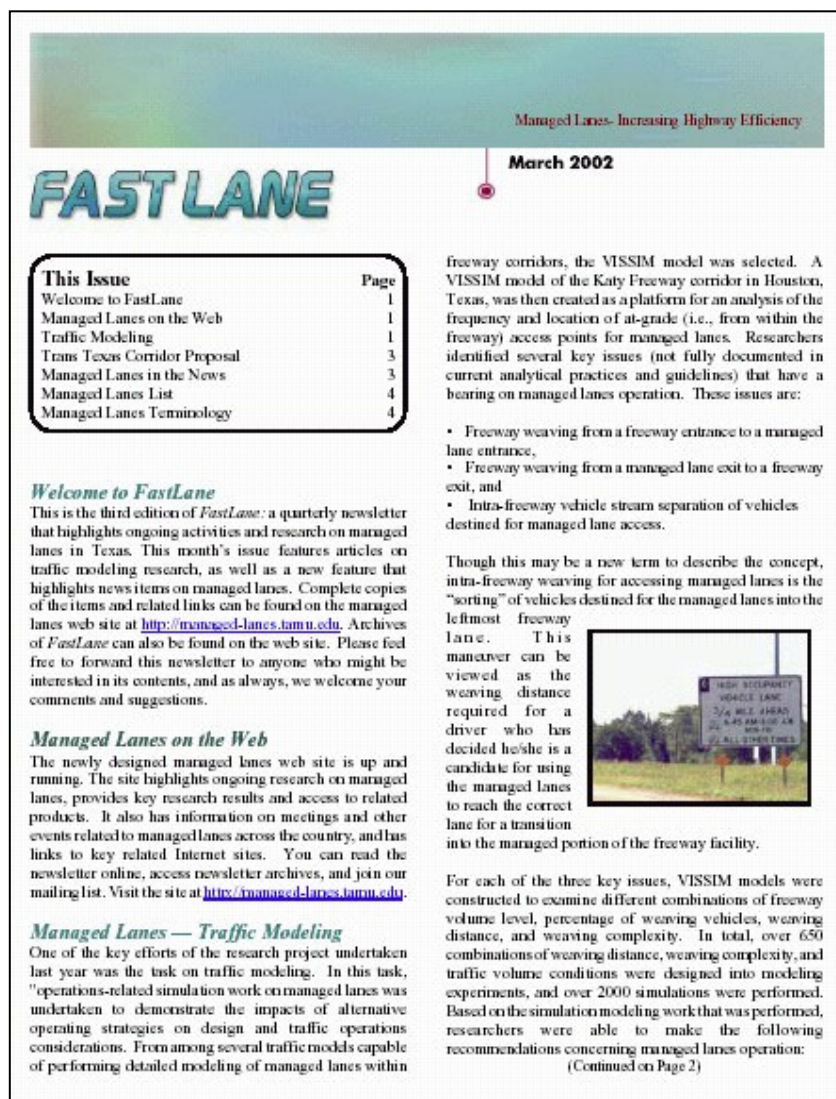 Managed Lanes- Increasing Highway Efficiency
March 2002
FAST LANE
This Issue Page
Welcome to FastLane 1
Managed Lanes on the Web 1
Traffic Modeling 1
Trans Texas Corridor Proposal 3
Managed Lanes in the News 3
Managed Lanes List 4
Managed Lanes Terminology 4
Welcome to FastLane
This is the third edition of FastLane: a quarterly newsletter
that highlights ongoing activities and research on managed
lanes in Texas. This month's issue features articles on
traffic modeling research, as well as a new feature that
highlights news items on managed lanes. Complete copies
of the items and related links can be found on the managed
lanes web site at http://managed-lanes.tamu.edu. Archives
of FastLane can also be found on the web site. Please feel
free to forward this newsletter to anyone who might be
interested in its contents, and as always, we welcome your
comments and suggestions.
Managed Lanes on the Web
The newly designed managed lanes web site is up and
running. The site highlights ongoing research on managed
lanes, provides key research results and access to related
products. It also has information on meetings and other
events related to managed lanes across the country, and has
links to key related Internet sites. You can read the
newsletter online, access newsletter archives, and join our
mailing list. Visit the site at http://managed-lanes.tamu.edu.
Managed Lanes — Traffic Modeling
One of the key efforts of the research project undertaken
last year was the task on traffic modeling. In this task,
"operations-related simulation work on managed lanes was
undertaken to demonstrate the impacts of alternative
operating strategies on design and traffic operations
considerations. From among several traffic models capable
of performing detailed modeling of managed lanes within
freeway corridors, the VISSIM model was selected. A
VISSIM model of the Katy Freeway corridor in Houston,
Texas, was then created as a platform for an analysis of the
frequency and location of at-grade (i.e., from within the
freeway) access points for managed lanes. Researchers
identified several key issues (not fully documented in
current analytical practices and guidelines) that have a
bearing on managed lanes operation. These issues are:
• Freeway weaving from a freeway entrance to a managed
lane entrance,
• Freeway weaving from a managed lane exit to a freeway
exit, and
• Intra-freeway vehicle stream separation of vehicles
destined for managed lane access.
Though this may be a new term to describe the concept,
intra-freeway weaving for accessing managed lanes is the
"sorting" of vehicles destined for the managed lanes into the
leftmost freeway
lane. This
maneuver can be
viewed as the
weaving distance
required for a
driver who has
decided he/she is a
candidate for using
the managed lanes
to reach the correct
lane for a transition
into the managed portion of the freeway facility.
HIGH OCCUPANCY
VEHICLE LANE
3/4 MILE AHEAD
ALL OTHER TIMES
For each of the three key issues, VISSIM models were
constructed to examine different combinations of freeway
volume level, percentage of weaving vehicles, weaving
distance, and weaving complexity. In total, over 650
combinations of weaving distance, weaving complexity, and
traffic volume conditions were designed into modeling
experiments, and over 2000 simulations were performed.
Based on the simulation modeling work that was performed,
researchers were able to make the following
recommendations concerning managed lanes operation:
(Continued on Page 2)